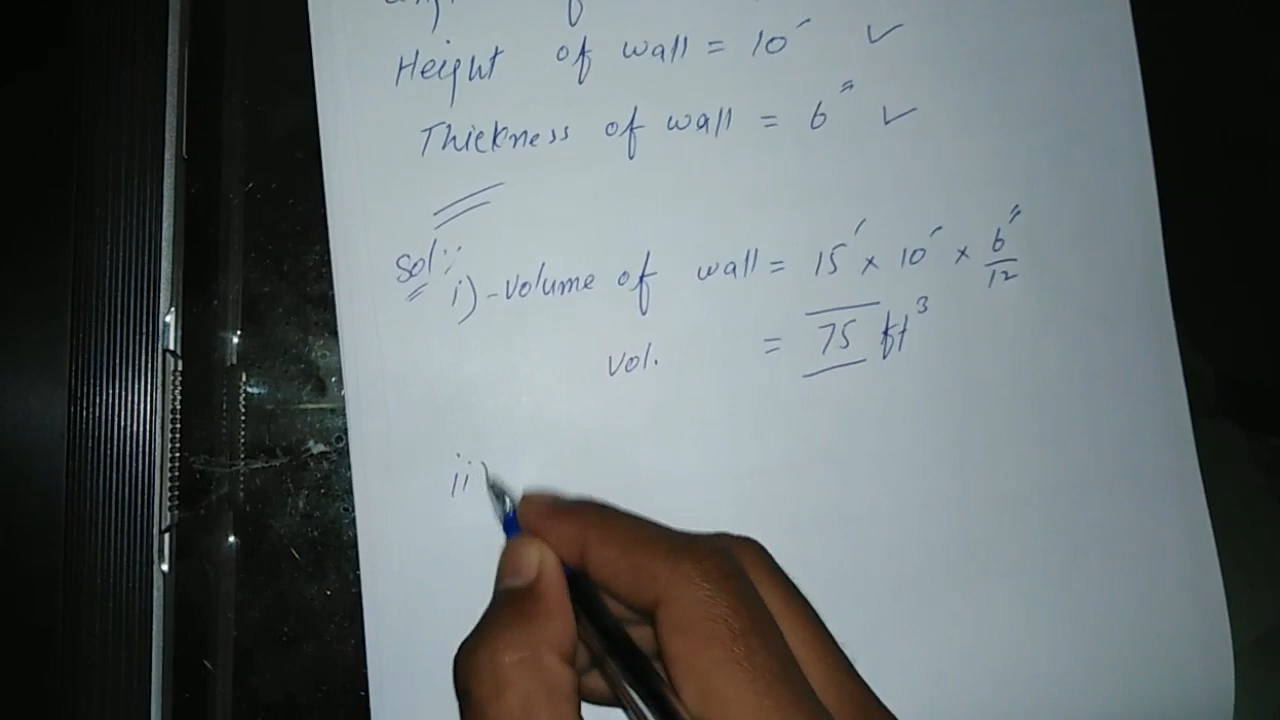 of
Height of wall = 10' ✓
Thickness of wall = 6" ✓
Sol:
i) - volume of wall = 15' × 10' × 6"/12
vol. = 75 ft³
ii)